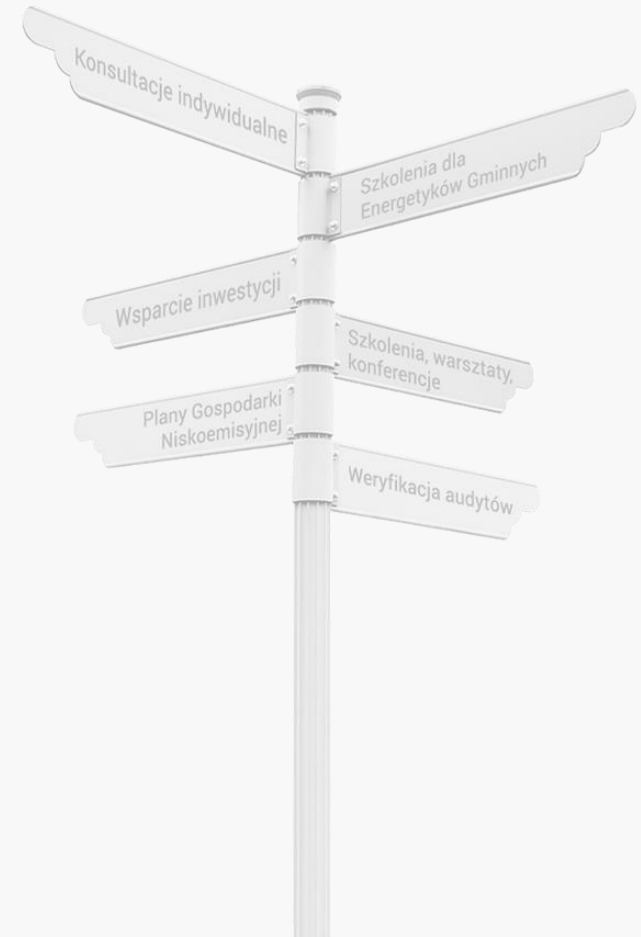 Konsultacje indywidualne
Szkolenia dla
Energetyków Gminnych
Wsparcie inwestycji
Szkolenia, warsztaty,
konferencje
Plany Gospodarki
Niskoemisyjnej
Weryfikacja audytów